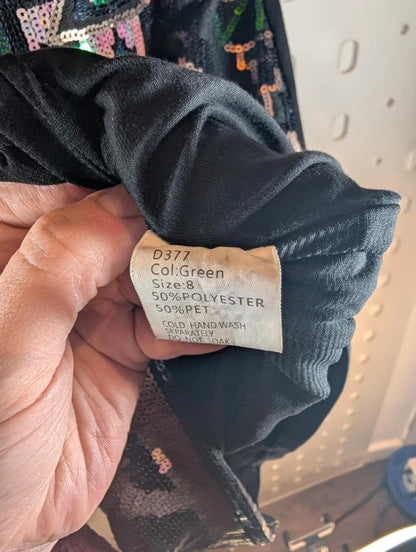 D377
Col:Green
Size:8
50%POLYESTER
50%PET
COLD HAND WASH
SEPARATELY
DO NOT SOAK